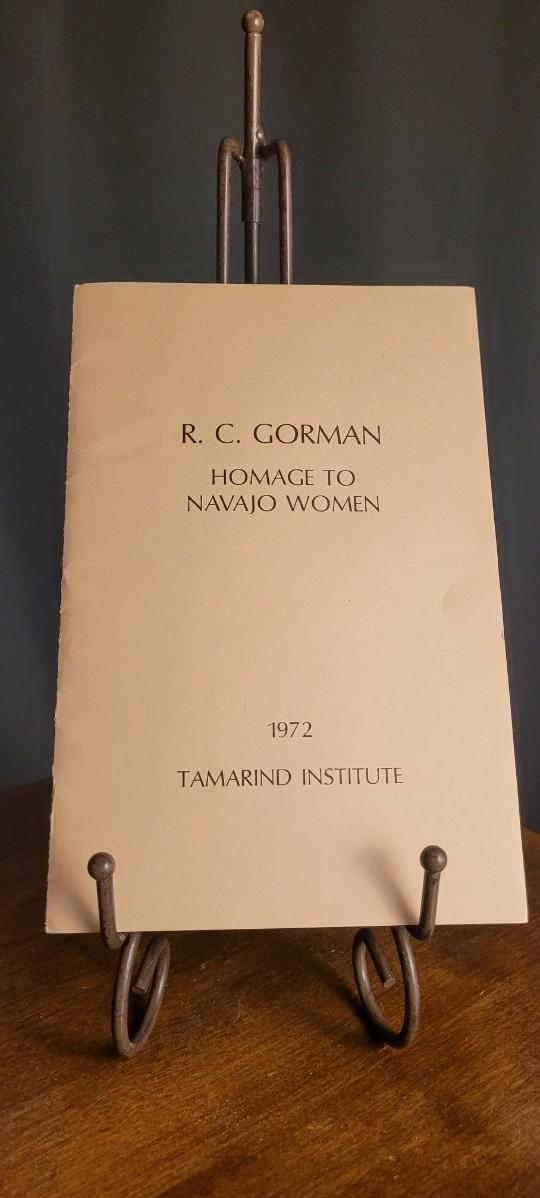 R. C. GORMAN
HOMAGE TO
NAVAJO WOMEN
1972
TAMARIND INSTITUTE